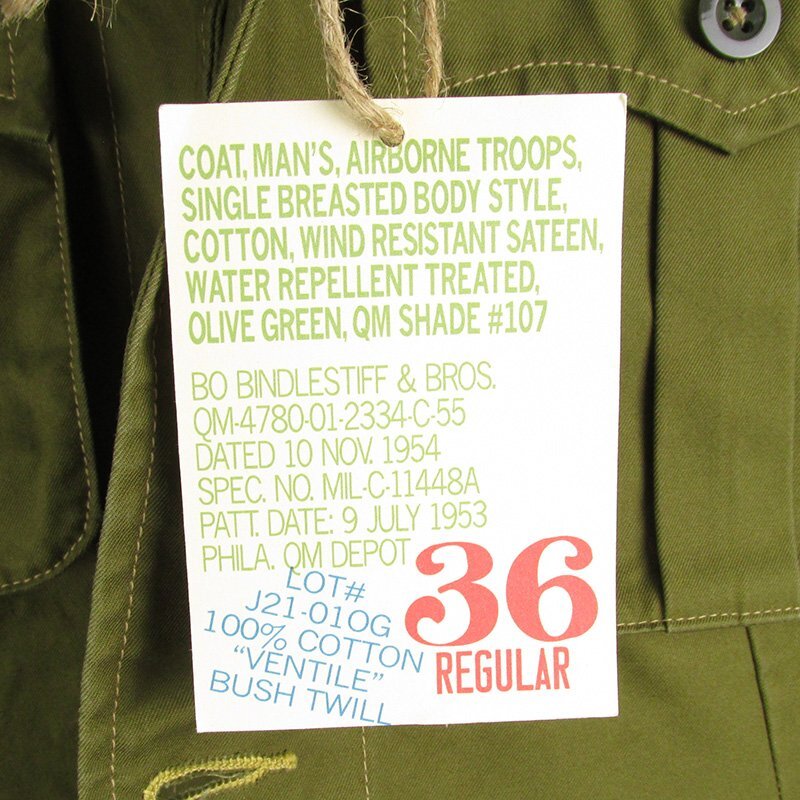 COAT, MAN'S, AIRBORNE TROOPS,
SINGLE BREASTED BODY STYLE,
COTTON, WIND RESISTANT SATEEN,
WATER REPELLENT TREATED,
OLIVE GREEN, QM SHADE #107
BO BINDLESTIFF & BROS.
QM-4780-01-2334-C-55
DATED 10 NOV. 1954
SPEC. NO. MIL-C-11448A
PATT. DATE: 9 JULY 1953
PHILA. QM DEPOT
LOT#
J21-010G
100% COTTON
"VENTILE"
BUSH TWILL
36
REGULAR